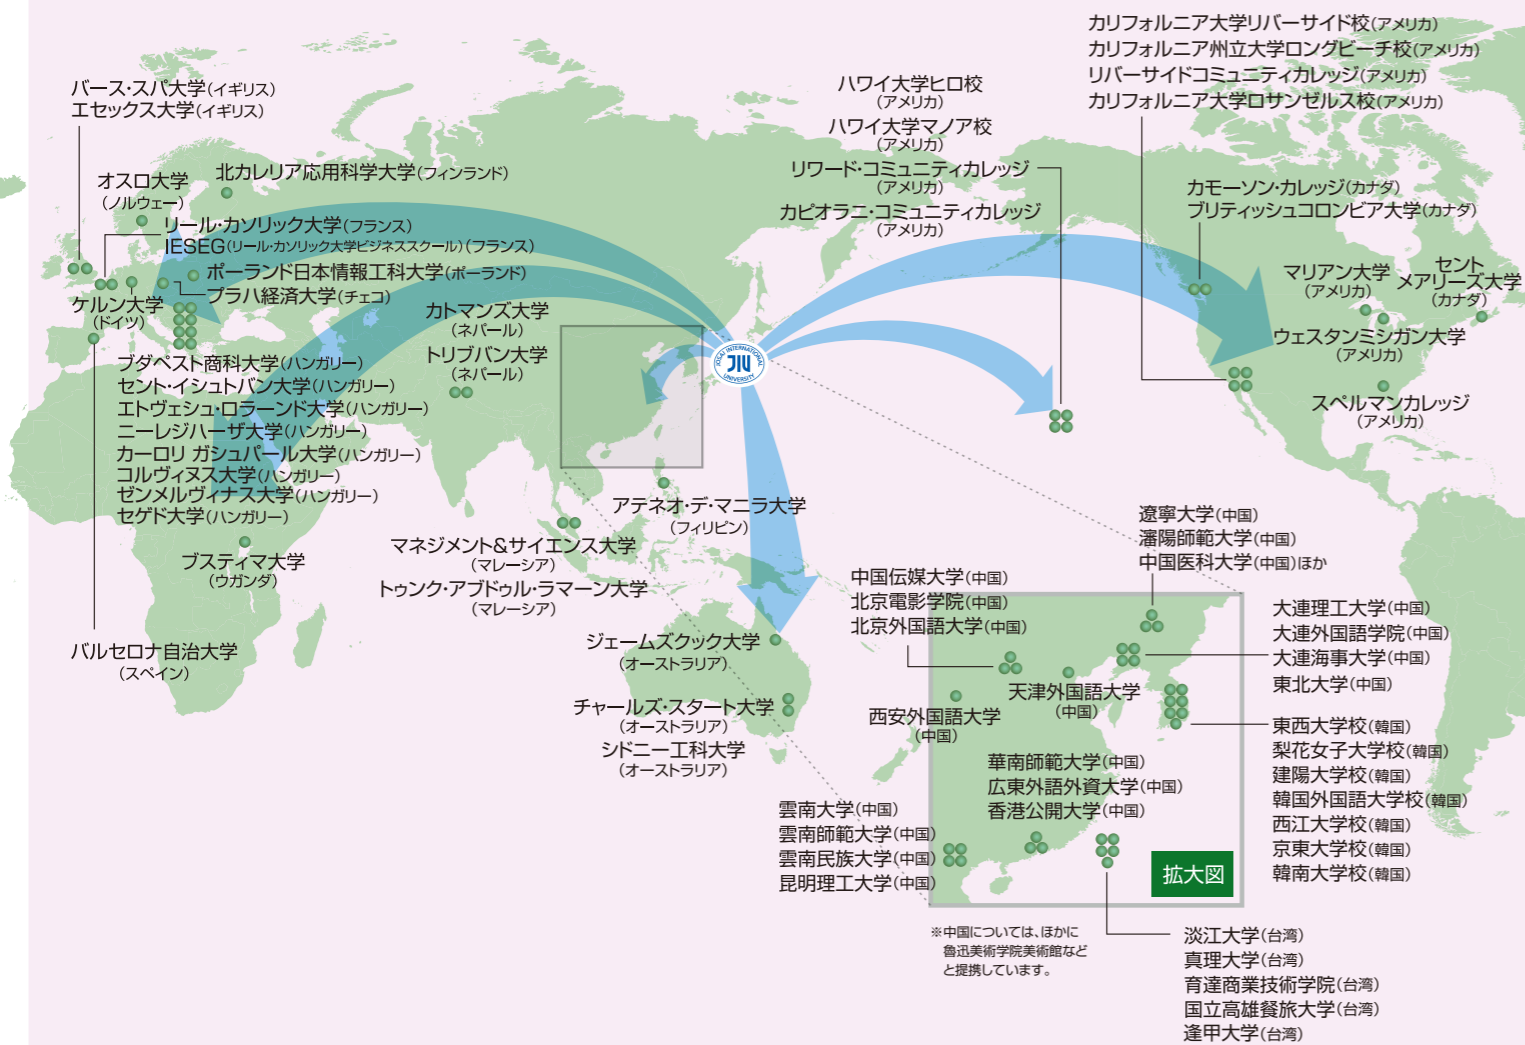 カリフォルニア大学リバーサイド校(アメリカ)
カリフォルニア州立大学ロングビーチ校(アメリカ)
リバーサイドコミュニティカレッジ(アメリカ)
カリフォルニア大学ロサンゼルス校(アメリカ)
バース・スパ大学(イギリス)
エセックス大学(イギリス)
ハワイ大学ヒロ校
(アメリカ)
ハワイ大学マノア校
(アメリカ)
リワード・コミュニティカレッジ
(アメリカ)
カピオラニ・コミュニティカレッジ
(アメリカ)
オスロ大学
(ノルウェー)
北カレリア応用科学大学(フィンランド)
リール・カソリック大学(フランス)
IESEG(リール・カソリック大学ビジネススクール)(フランス)
ポーランド日本情報工科大学(ポーランド)
プラハ経済大学(チェコ)
ケルン大学
(ドイツ)
カモーソン・カレッジ(カナダ)
ブリティッシュコロンビア大学(カナダ)
マリアン大学
(アメリカ)
セント
メアリーズ大学
(カナダ)
ウェスタンミシガン大学
(アメリカ)
スペルマンカレッジ
(アメリカ)
カトマンズ大学
(ネパール)
トリブバン大学
(ネパール)
JOSAI INTERNATIONAL
JIU
UNIVERSITY
ブダペスト商科大学(ハンガリー)
セント・イシュトバン大学(ハンガリー)
エトヴェシュ・ロラーンド大学(ハンガリー)
ニーレジハーザ大学(ハンガリー)
カーロリ ガシュパール大学(ハンガリー)
コルヴィヌス大学(ハンガリー)
ゼンメルヴィナス大学(ハンガリー)
セゲド大学(ハンガリー)
ブスティマ大学
(ウガンダ)
バルセロナ自治大学
(スペイン)
アテネオ・デ・マニラ大学
(フィリピン)
マネジメント&サイエンス大学
(マレーシア)
トゥンク・アブドゥル・ラマーン大学
(マレーシア)
ジェームズクック大学
(オーストラリア)
チャールズ・スタート大学
(オーストラリア)
シドニー工科大学
(オーストラリア)
遼寧大学(中国)
瀋陽師範大学(中国)
中国医科大学(中国)ほか
中国伝媒大学(中国)
北京電影学院(中国)
北京外国語大学(中国)
大連理工大学(中国)
大連外国語学院(中国)
大連海事大学(中国)
東北大学(中国)
天津外国語大学
(中国)
西安外国語大学
(中国)
東西大学校(韓国)
梨花女子大学校(韓国)
建陽大学校(韓国)
韓国外国語大学校(韓国)
西江大学校(韓国)
京東大学校(韓国)
韓南大学校(韓国)
華南師範大学(中国)
広東外語外資大学(中国)
香港公開大学(中国)
雲南大学(中国)
雲南師範大学(中国)
雲南民族大学(中国)
昆明理工大学(中国)
拡大図
※中国については、ほかに
魯迅美術学院美術館など
と提携しています。
淡江大学(台湾)
真理大学(台湾)
育達商業技術学院(台湾)
国立高雄餐旅大学(台湾)
逢甲大学(台湾)